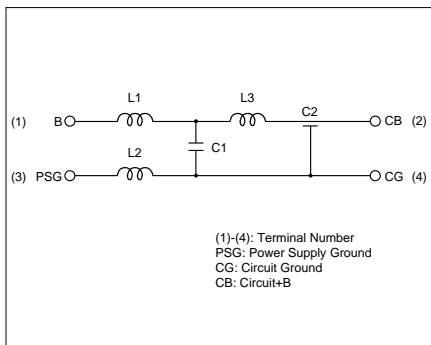 L1
L3
C2
(1) B
CB (2)
C1
L2
(3) PSG
CG (4)
(1)-(4): Terminal Number
PSG: Power Supply Ground
CG: Circuit Ground
CB: Circuit+B